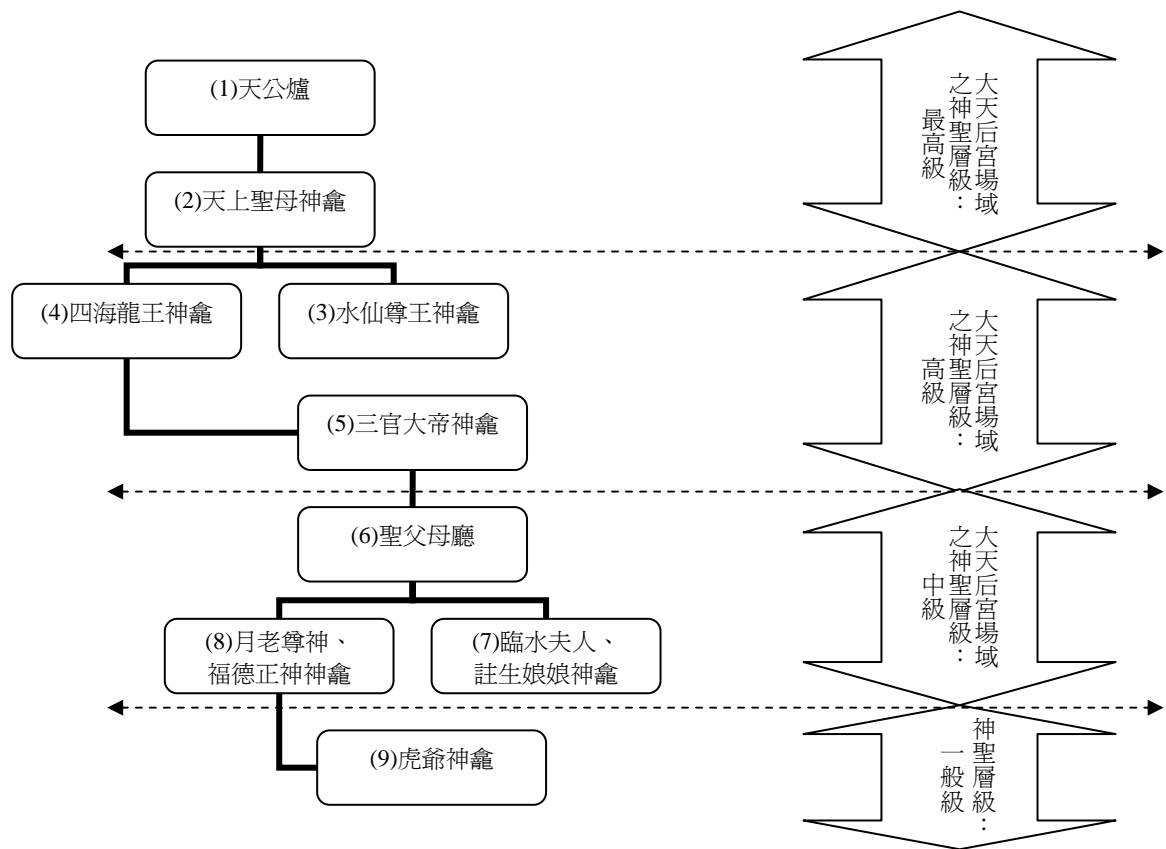 (1)天公爐
(2)天上聖母神龕
(4)四海龍王神龕
(3)水仙尊王神龕
(5)三官大帝神龕
(6)聖父母廳
(8)月老尊神、
福德正神神龕
(7)臨水夫人、
註生娘娘神龕
(9)虎爺神龕
大天后宮場域
之神聖層級：
最高級
大天后宮場域
之神聖層級：
高級
大天后宮場域
之神聖層級：
中級
神聖層級：
一般級